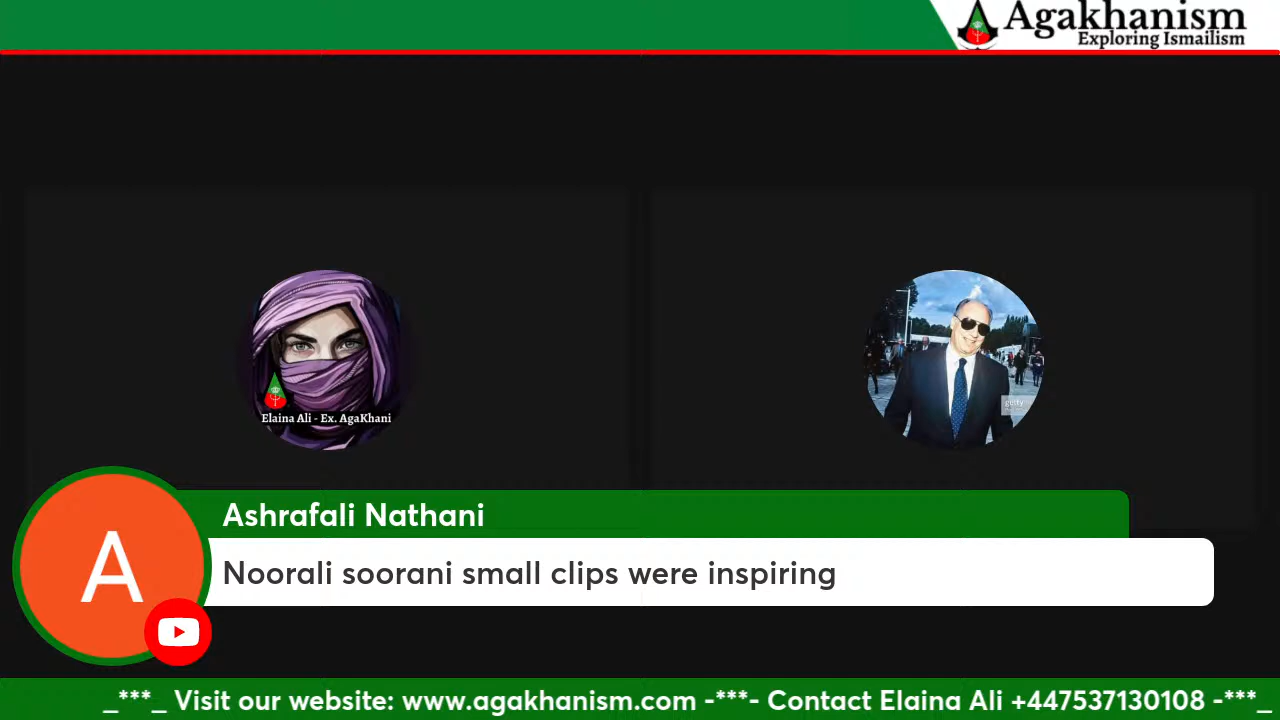 Agakhanism
Exploring Ismailism
Elaina Ali - Ex. AgaKhani
getty
A
Ashrafali Nathani
Noorali soorani small clips were inspiring
_***_ Visit our website: www.agakhanism.com -***- Contact Elaina Ali +447537130108 -***_